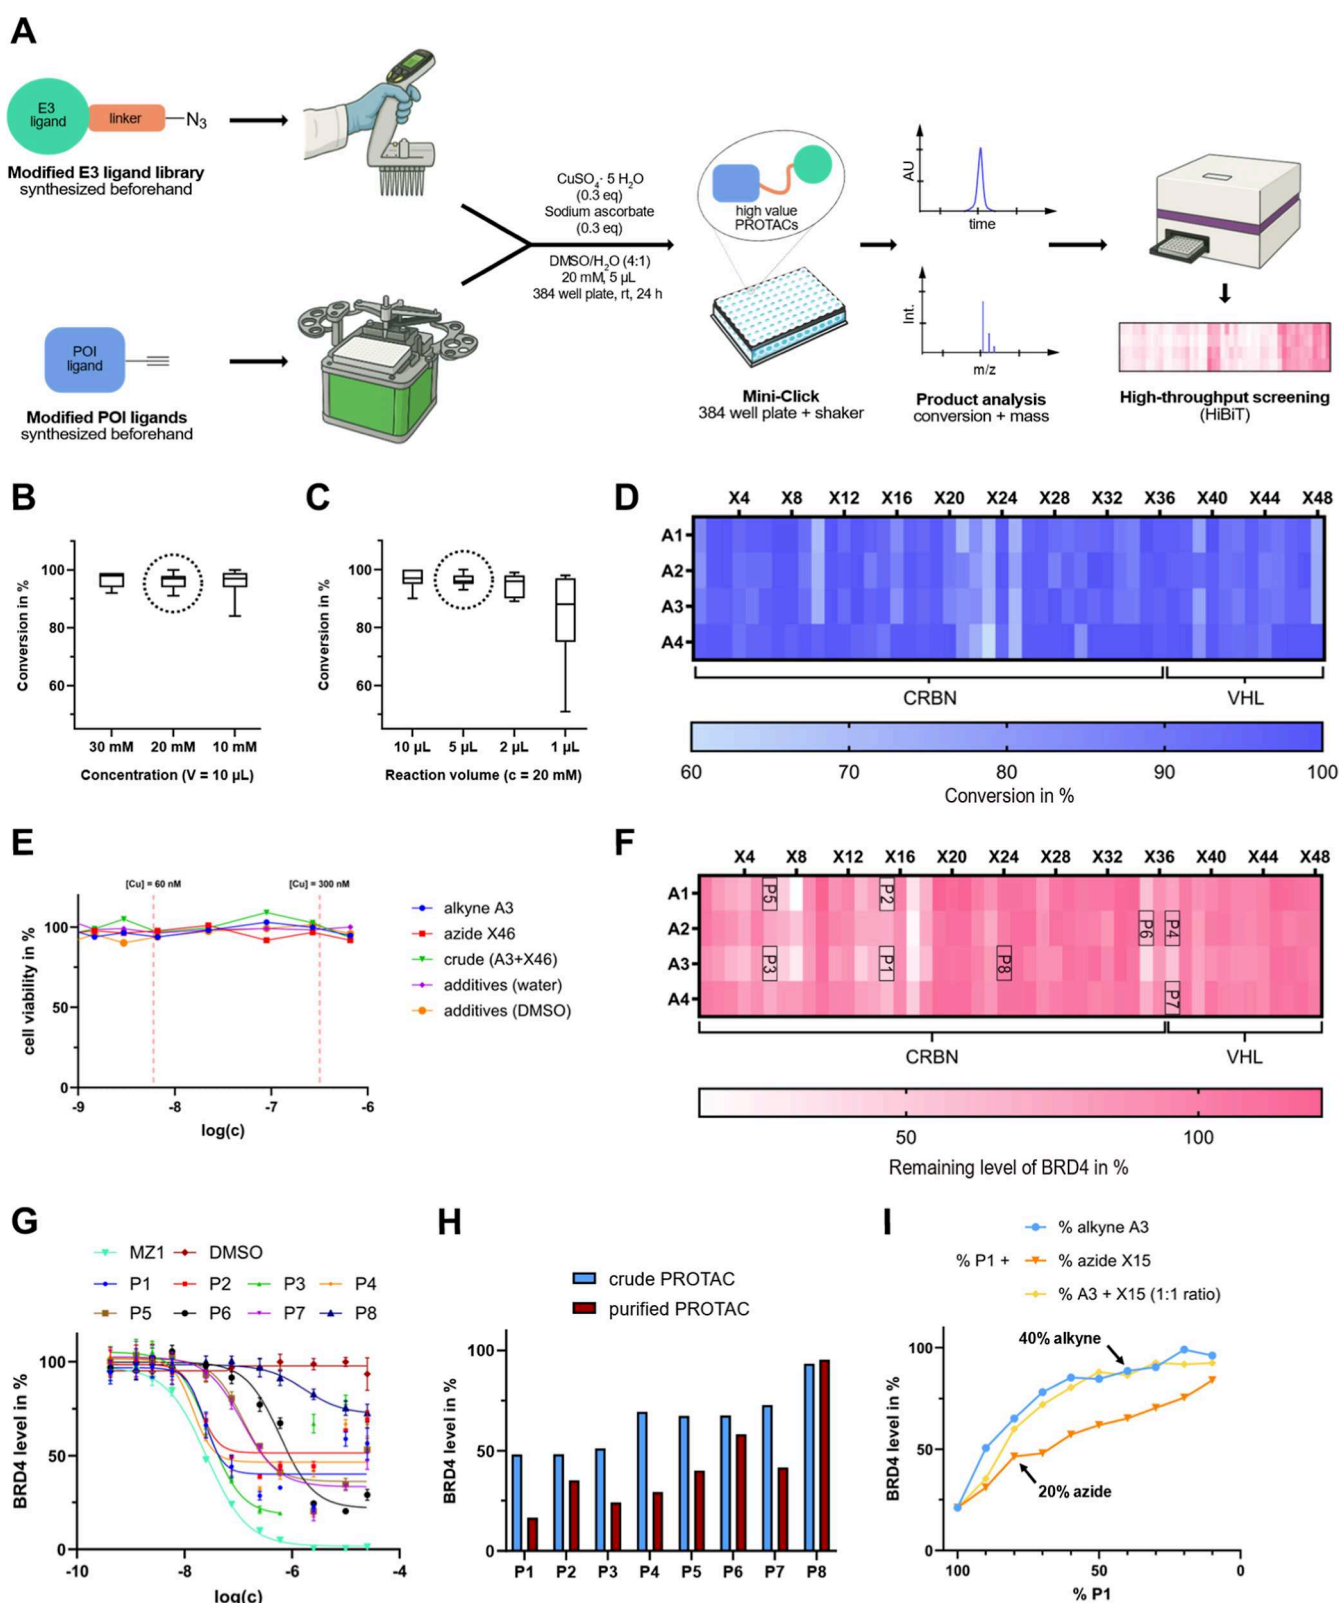 A
E3
ligand
linker
N3
Modified E3 ligand library
synthesized beforehand
POI
ligand
Modified POI ligands
synthesized beforehand
CuSO4· 5 H2O
(0.3 eq)
Sodium ascorbate
(0.3 eq)
DMSO/H2O (4:1)
20 mM, 5 µL
384 well plate, rt, 24 h
high value
PROTACs
Mini-Click
384 well plate + shaker
AU
time
Int.
m/z
Product analysis
conversion + mass
High-throughput screening
(HiBiT)
B
Conversion in %
100
80
60
30 mM 20 mM 10 mM
Concentration (V = 10 µL)
C
Conversion in %
100
80
60
10 µL 5 µL 2 µL 1 µL
Reaction volume (c = 20 mM)
D
X4 X8 X12 X16 X20 X24 X28 X32 X36 X40 X44 X48
A1
A2
A3
A4
CRBN VHL
60 70 80 90 100
Conversion in %
E
[Cu] = 60 nM [Cu] = 300 nM
cell viability in %
100
50
0
-9 -8 -7 -6
log(c)
alkyne A3
azide X46
crude (A3+X46)
additives (water)
additives (DMSO)
F
X4 X8 X12 X16 X20 X24 X28 X32 X36 X40 X44 X48
A1 P5 P2
A2 P6 P4
A3 P3 P1 P8
A4 P7
CRBN VHL
50 100
Remaining level of BRD4 in %
G
MZ1 DMSO
P1 P2 P3 P4
P5 P6 P7 P8
BRD4 level in %
100
50
0
-10 -8 -6 -4
log(c)
H
crude PROTAC
purified PROTAC
BRD4 level in %
100
50
0
P1 P2 P3 P4 P5 P6 P7 P8
I
% P1 +
% alkyne A3
% azide X15
% A3 + X15 (1:1 ratio)
40% alkyne
20% azide
BRD4 level in %
100
50
0
100 50 0
% P1